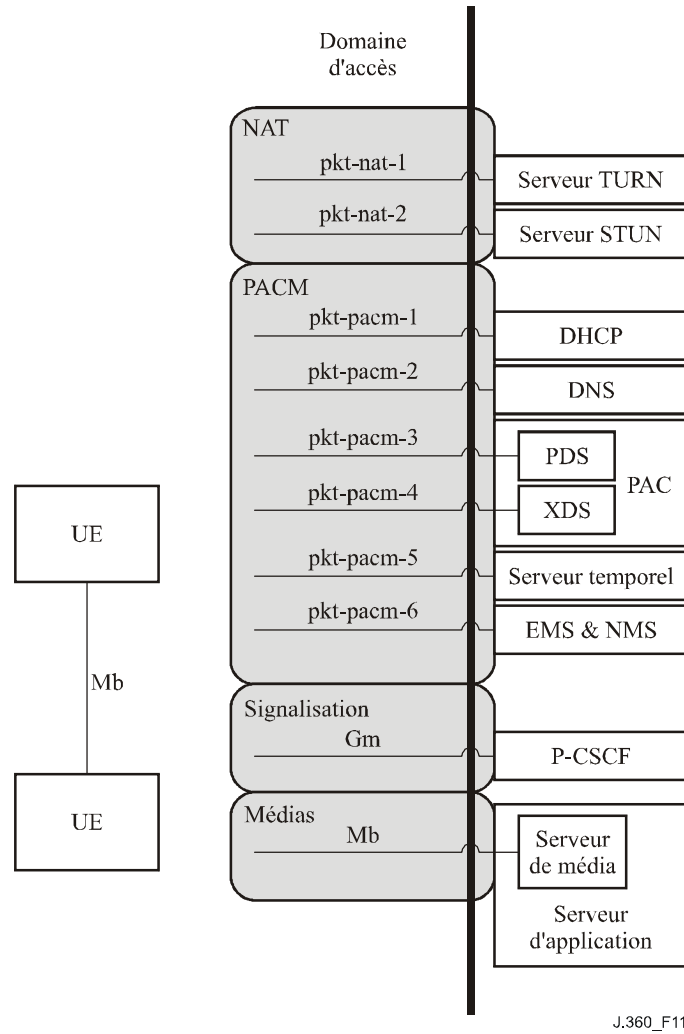 Domaine
d'accès
NAT
pkt-nat-1
Serveur TURN
pkt-nat-2
Serveur STUN
PACM
pkt-pacm-1
DHCP
pkt-pacm-2
DNS
pkt-pacm-3
PDS
PAC
pkt-pacm-4
XDS
UE
pkt-pacm-5
Serveur temporel
pkt-pacm-6
EMS & NMS
Mb
Signalisation
Gm
P-CSCF
UE
Médias
Mb
Serveur
de média
Serveur
d'application
J.360_F11